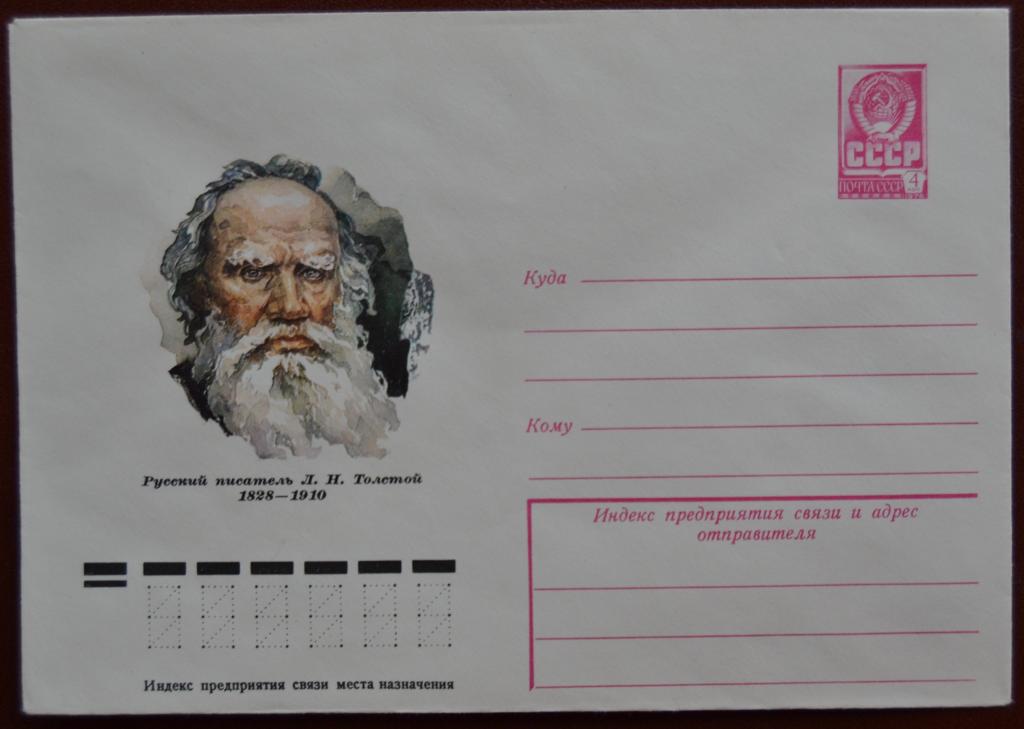 СССР
ПОЧТА СССР 4
Куда
Кому
Русский писатель Л. Н. Толстой
1828—1910
Индекс предприятия связи и адрес
отправителя
Индекс предприятия связи места назначения